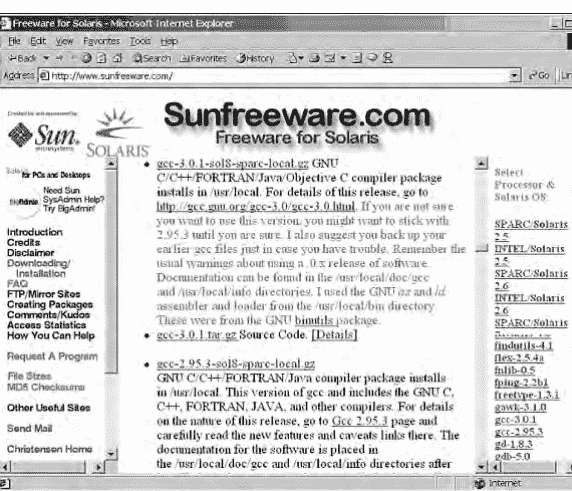 Freeware for Solaris - Microsoft Internet Explorer
File Edit View Favorites Tools Help
Back Search Favorites History
Address http://www.sunfreeware.com/ Go
Sunfreeware.com
Freeware for Solaris
Sun
microsystems
SOLARIS
for PCs and Desktops
Need Sun
SysAdmin Help?
Try BigAdmin!
Introduction
Credits
Disclaimer
Downloading/
Installation
FAQ
FTP/Mirror Sites
Creating Packages
Comments/Kudos
Access Statistics
How You Can Help
Request A Program
File Sizes
MD5 Checksums
Other Useful Sites
Send Mail
Christensen Home
gcc-3.0.1-sol8-sparc-local.gz GNU
C/C++/FORTRAN/Java/Objective C compiler package
installs in /usr/local. For details of this release, go to
http://gcc.gnu.org/gcc-3.0/gcc-3.0.html. If you are not sure
you want to use this version, you might want to stick with
2.95.3 until you are sure. I also suggest you back up your
earlier gcc files just in case you have trouble. Remember the
usual warnings about using a .0.x release of software.
Documentation can be found in the /usr/local/doc/gcc
and /usr/local/info directories. I used the GNU as and ld
assembler and loader from the /usr/local/bin directory
These were from the GNU binutils package.
gcc-3.0.1.tar.gz Source Code. [Details]
gcc-2.95.3-sol8-sparc-local.gz
GNU C/C++/FORTRAN/Java compiler package installs
in /usr/local. This version of gcc and includes the GNU C,
C++, FORTRAN, JAVA, and other compilers. For details
on the nature of this release, go to Gcc 2.95.3 page and
carefully read the new features and caveats links there. The
documentation for the software is placed in
the /usr/local/doc/gcc and /usr/local/info directories after
Select
Processor &
Solaris OS:
SPARC/Solaris
2.5
INTEL/Solaris
2.5
SPARC/Solaris
2.6
INTEL/Solaris
2.6
SPARC/Solaris
findutils-4.1
flex-2.5.4a
fnlib-0.5
fping-2.2b1
freetype-1.3.1
gawk-3.1.0
gcc-3.0.1
gcc-2.95.3
gd-1.8.3
gdb-5.0
Internet